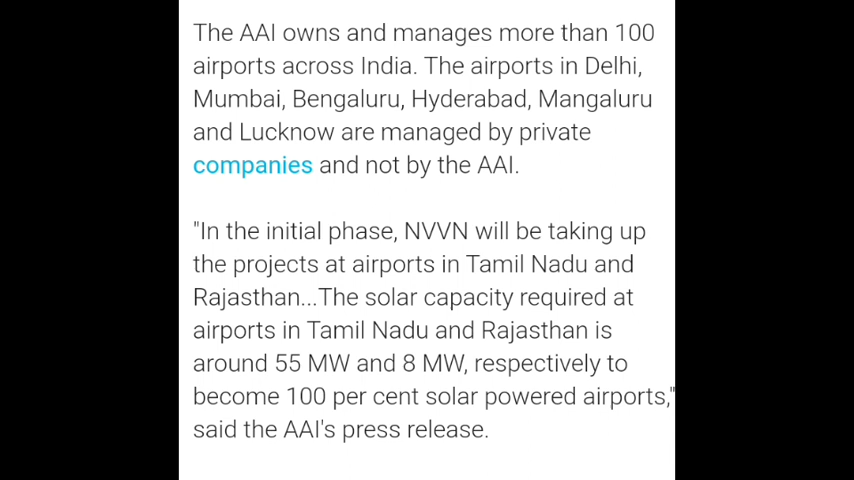 The AAI owns and manages more than 100
airports across India. The airports in Delhi,
Mumbai, Bengaluru, Hyderabad, Mangaluru
and Lucknow are managed by private
companies and not by the AAI.
"In the initial phase, NVVN will be taking up
the projects at airports in Tamil Nadu and
Rajasthan...The solar capacity required at
airports in Tamil Nadu and Rajasthan is
around 55 MW and 8 MW, respectively to
become 100 per cent solar powered airports,"
said the AAI's press release.